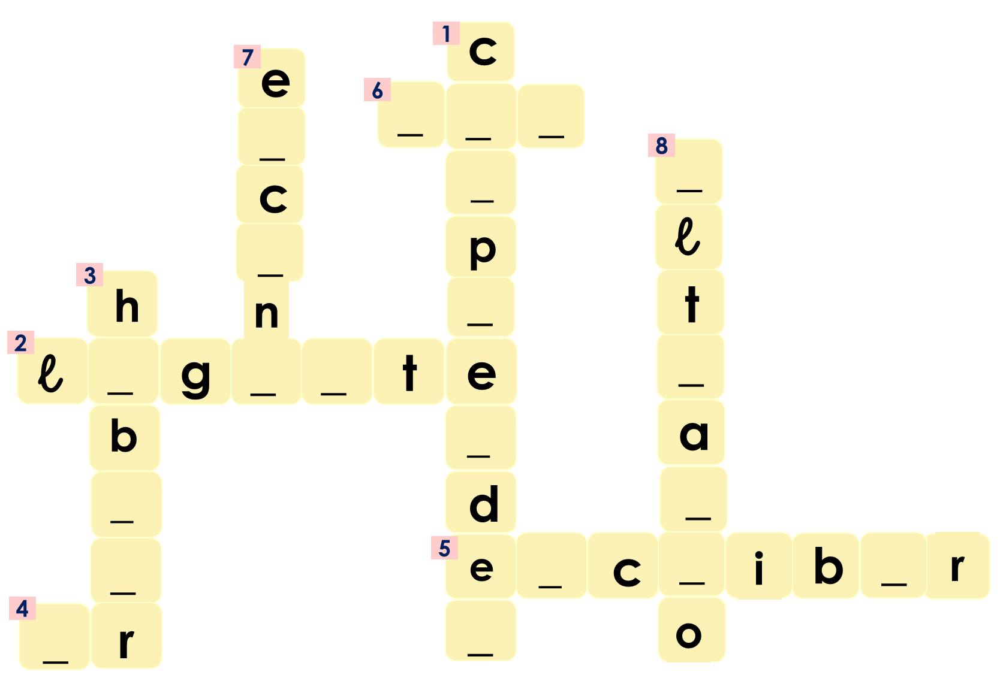 1 c
7 e
6 _ _ _
_ 8 _
c _
_ p ℓ
3 h n _ t
2 ℓ _ g _ _ t e _
b _ a
_ d _
_ 5 e _ c _ i b _ r
4 _ r _ o